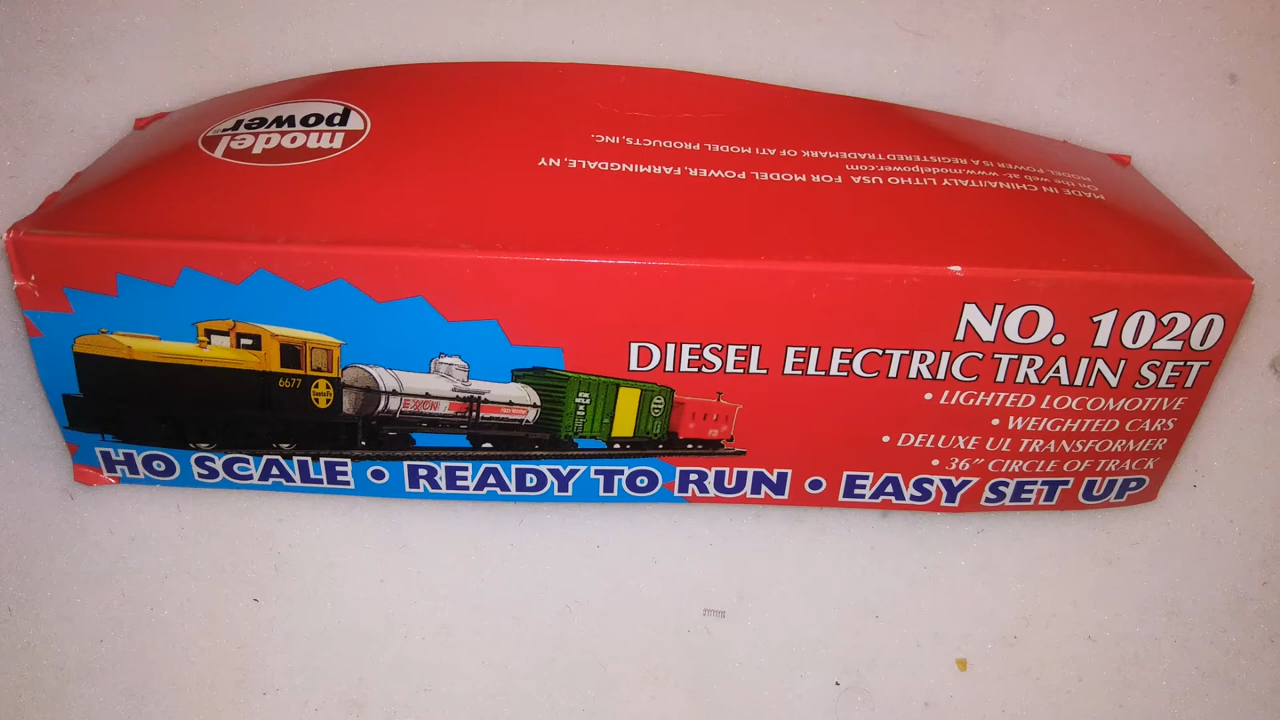 model
power
MADE IN CHINA/ITALY LITHO USA FOR MODEL POWER, FARMINGDALE, NY
On the web at- www.modelpower.com
MODEL POWER IS A REGISTERED TRADEMARK OF ATI MODEL PRODUCTS, INC.
NO. 1020
DIESEL ELECTRIC TRAIN SET
• LIGHTED LOCOMOTIVE
• WEIGHTED CARS
• DELUXE UL TRANSFORMER
• 36" CIRCLE OF TRACK
6677
Santa Fe
EXXON
HO SCALE • READY TO RUN • EASY SET UP